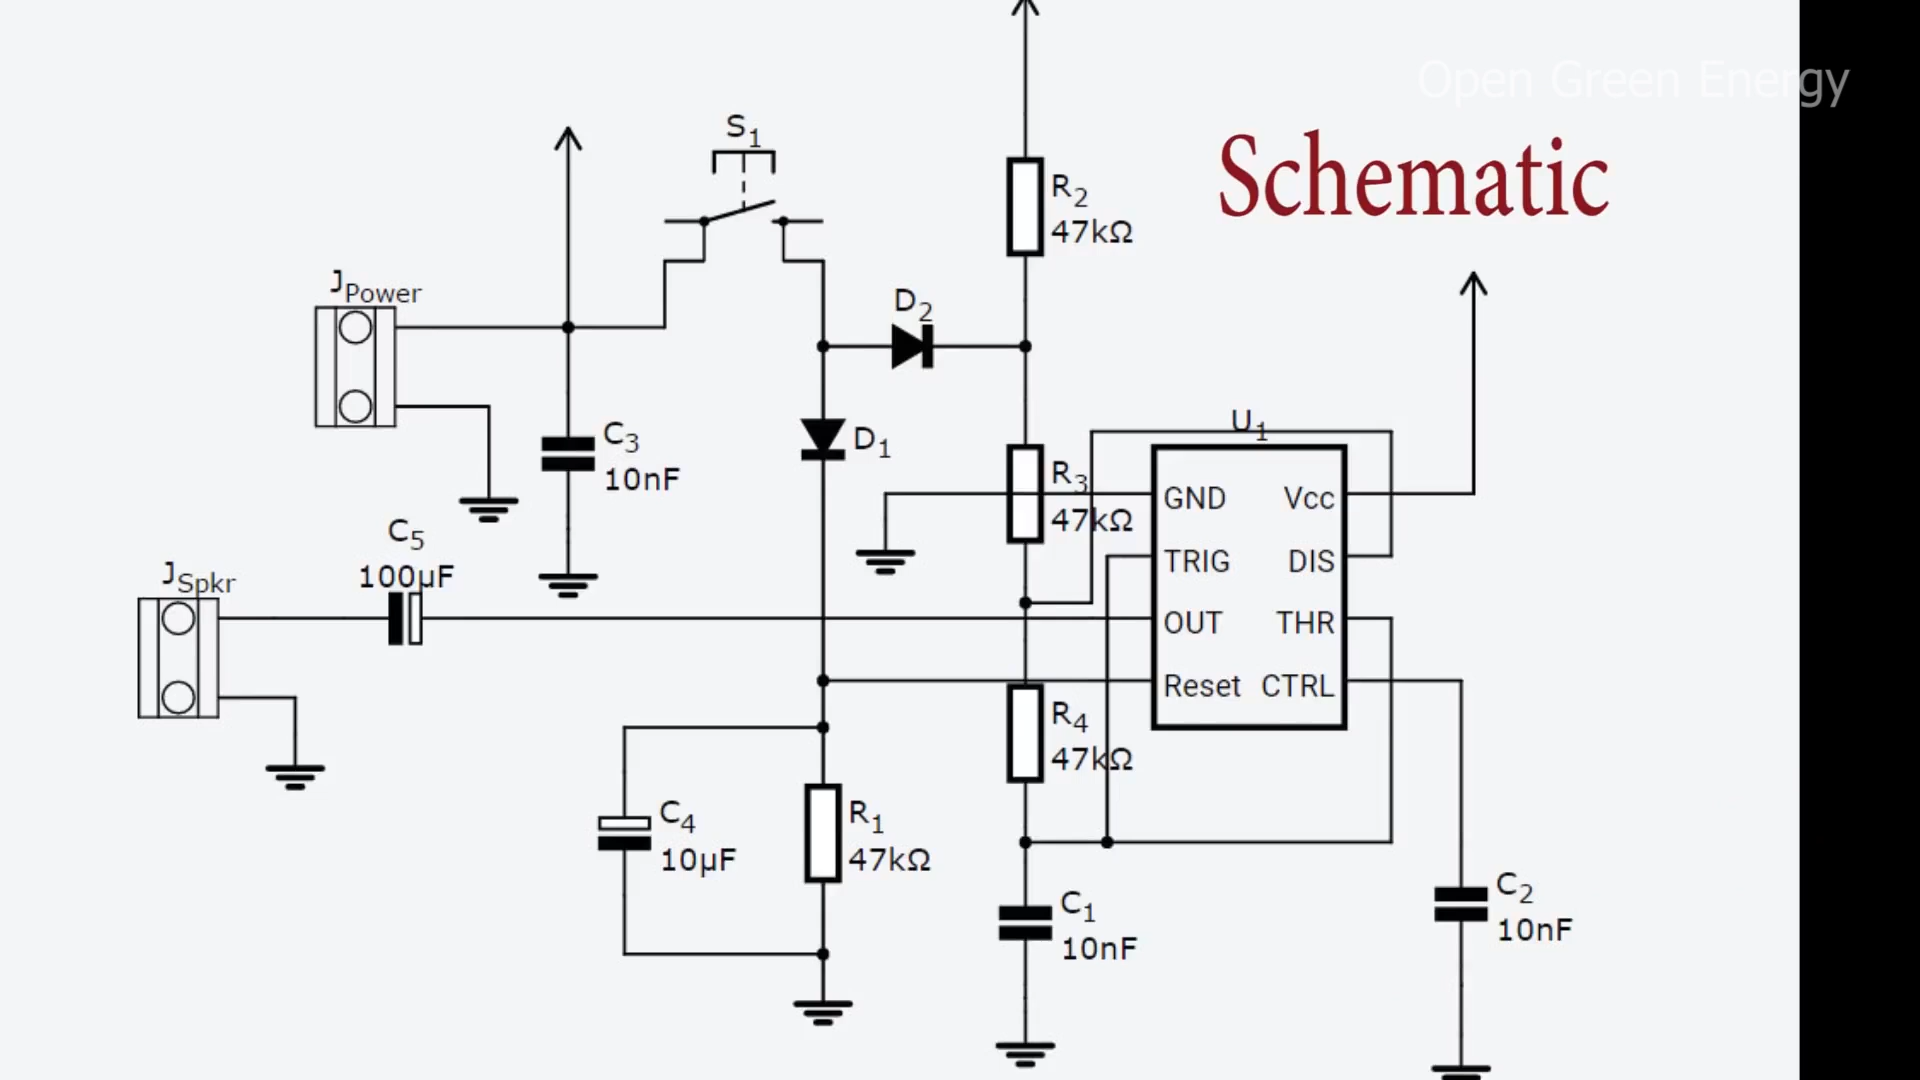 Open Green Energy
Schematic
S1
R2
47kΩ
JPower
D2
C3
10nF
D1
U1
R3
47kΩ
GND
Vcc
TRIG
DIS
OUT
THR
Reset
CTRL
C5
100µF
JSpkr
R4
47kΩ
C4
10µF
R1
47kΩ
C1
10nF
C2
10nF